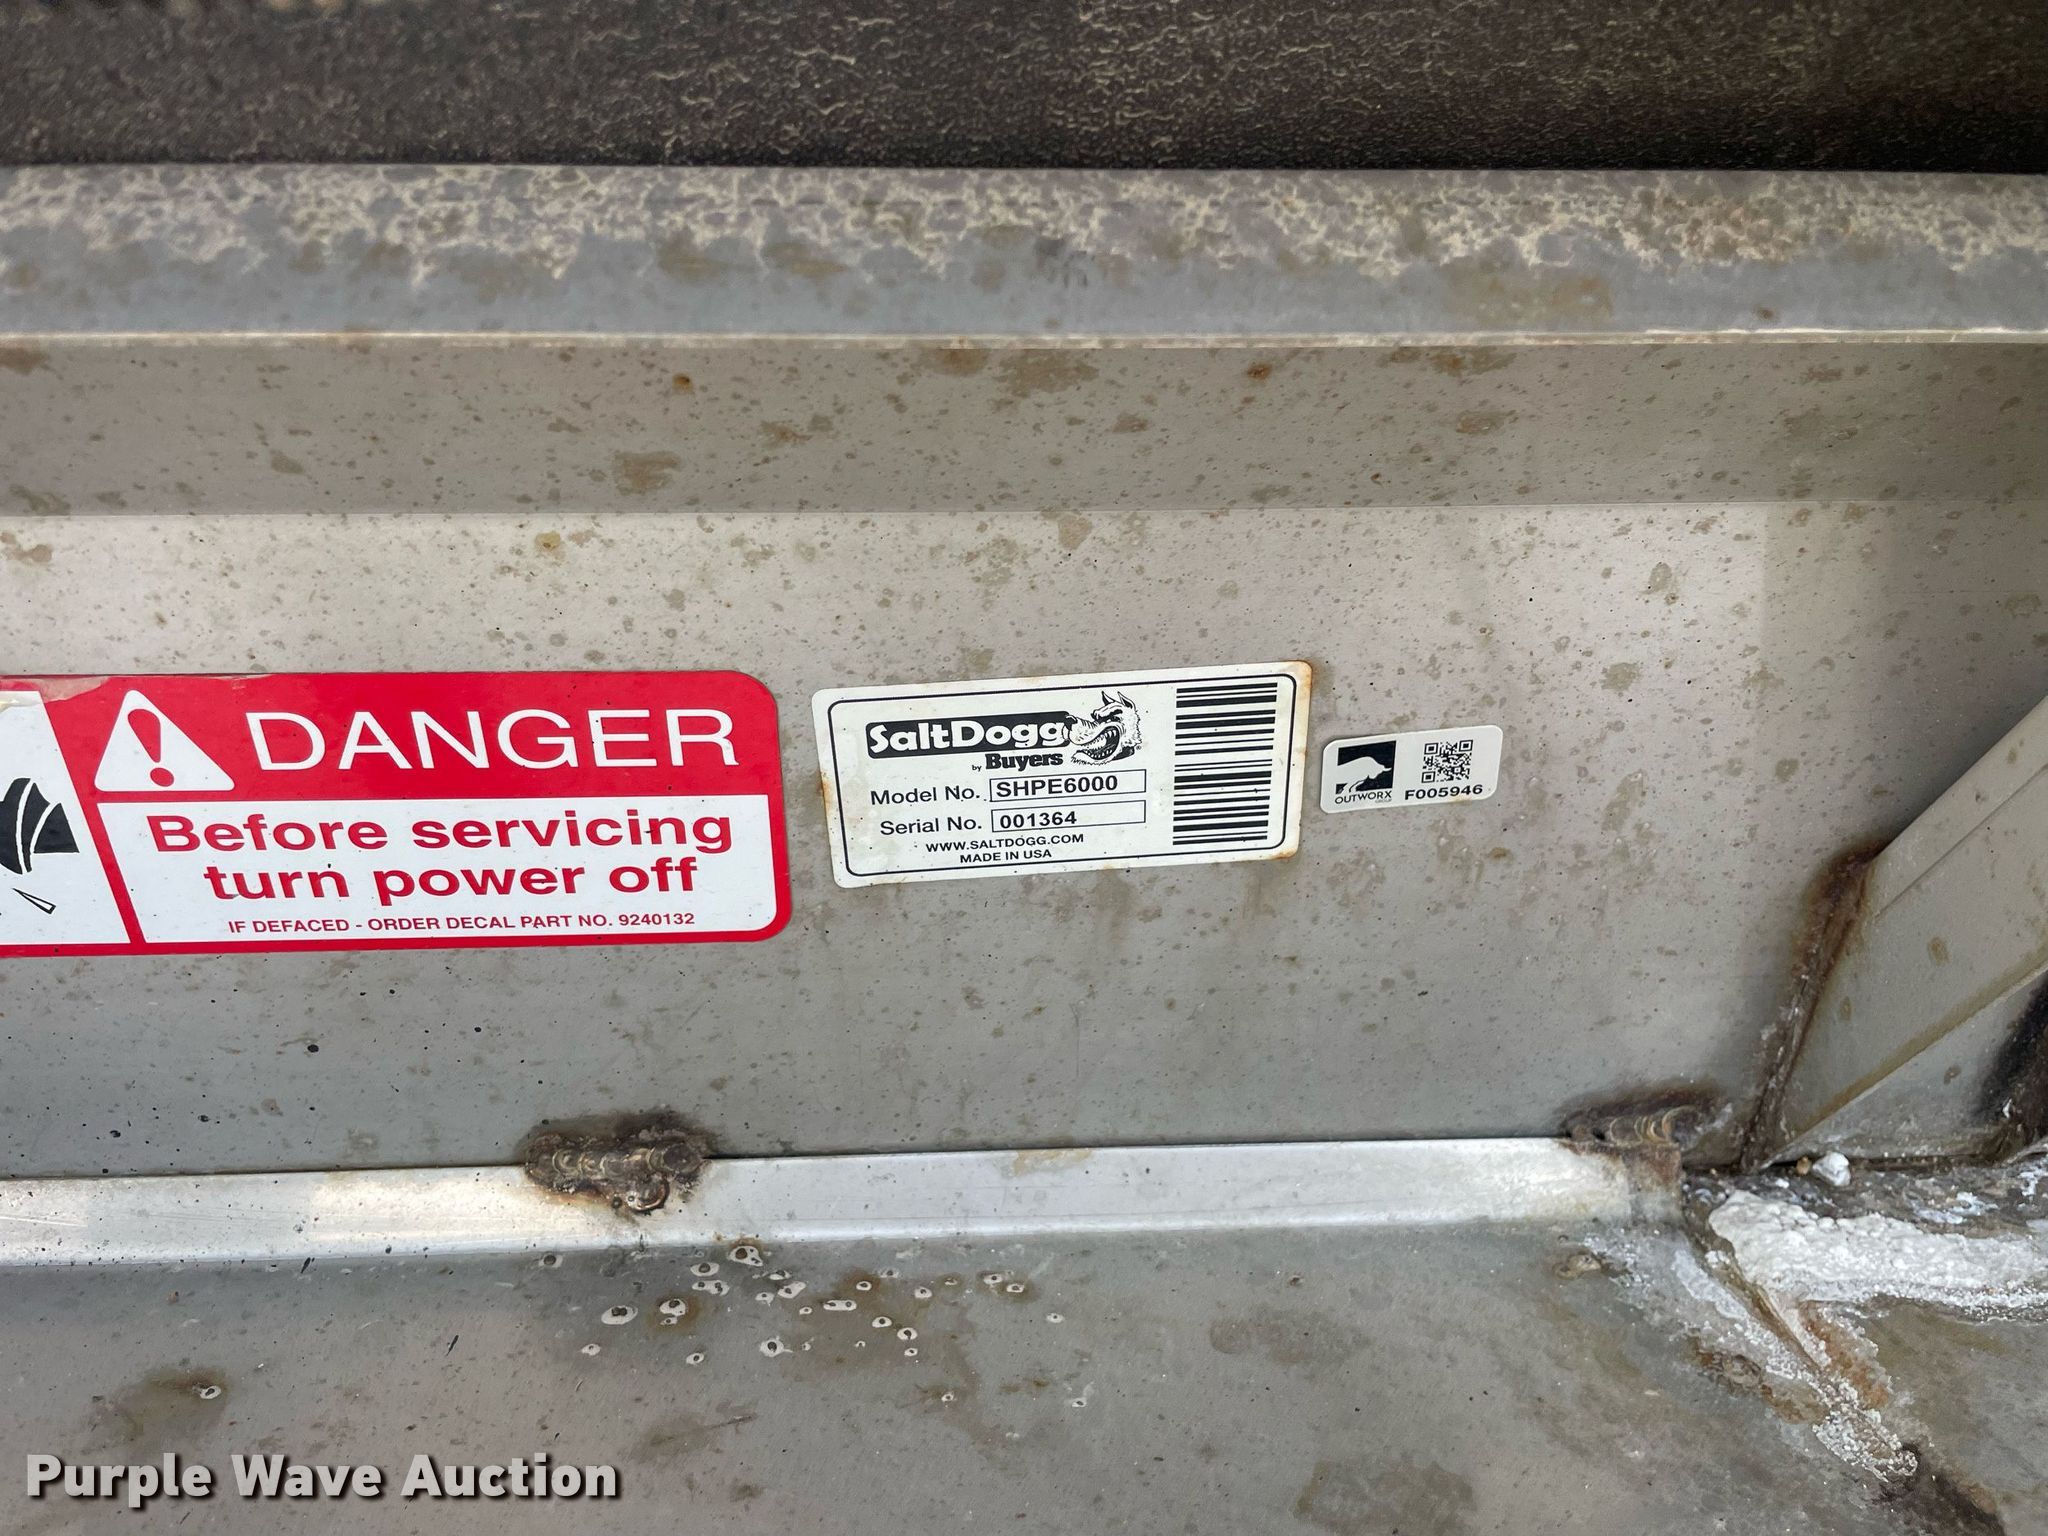 DANGER
Before servicing
turn power off
IF DEFACED - ORDER DECAL PART NO. 9240132
SaltDogg®
by Buyers
Model No. SHPE6000
Serial No. 001364
WWW.SALTDOGG.COM
MADE IN USA
OUTWORX
GROUP
F005946
Purple Wave Auction